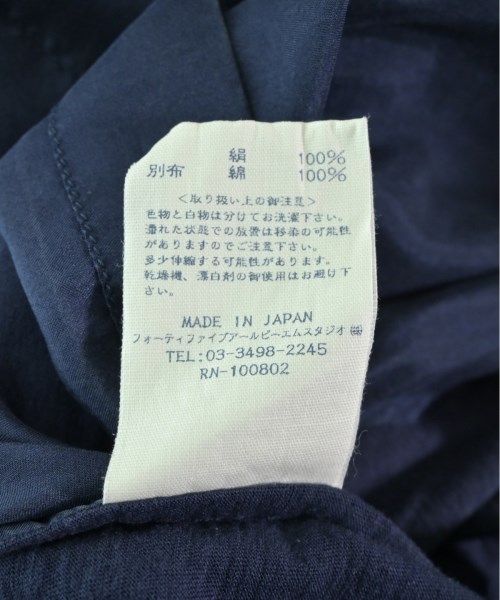 絹 100%
別布 綿 100%
<取り扱い上の御注意>
色物と白物は分けてお洗濯下さい。
濡れた状態での放置は移染の可能性
がありますのでご注意下さい。
多少伸縮する可能性があります。
乾燥機、漂白剤の御使用はお避け下
さい。
MADE IN JAPAN
フォーティファイブアールピーエムスタジオ㈱
TEL:03-3498-2245
RN-100802